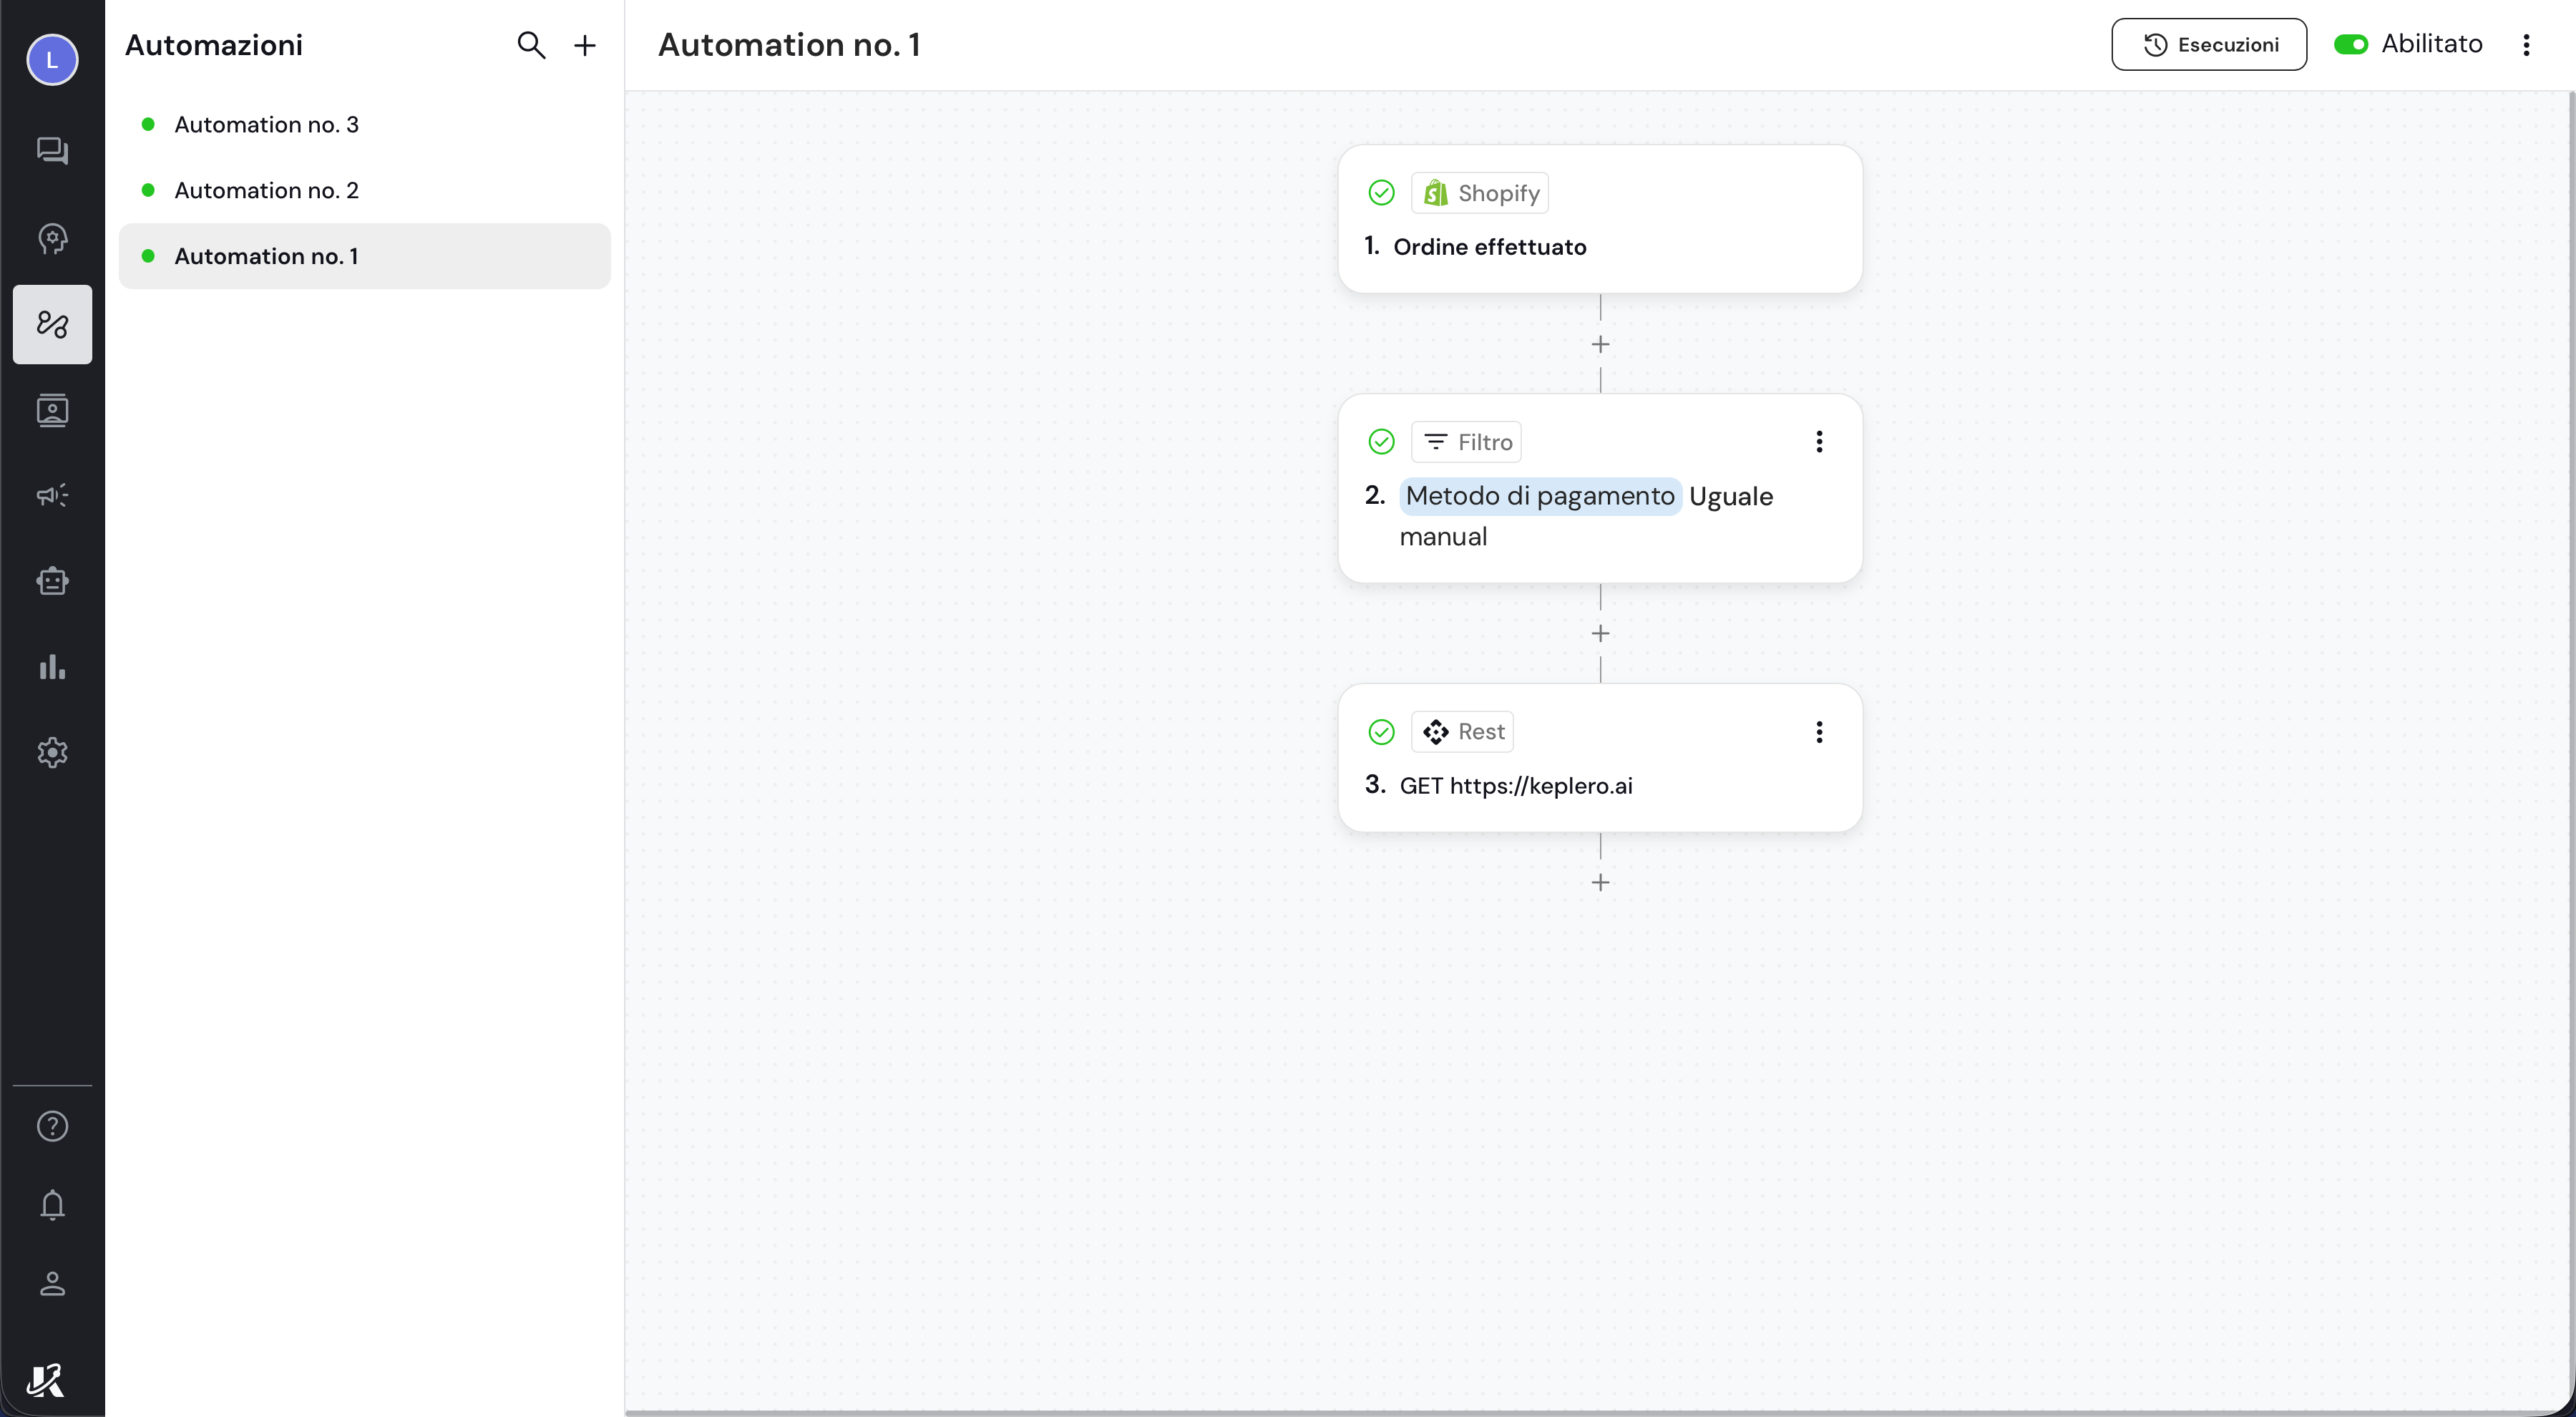 L
Automazioni
Automation no. 3
Automation no. 2
Automation no. 1
Automation no. 1
Esecuzioni
Abilitato
Shopify
1. Ordine effettuato
Filtro
2. Metodo di pagamento Uguale
manual
Rest
3. GET https://keplero.ai